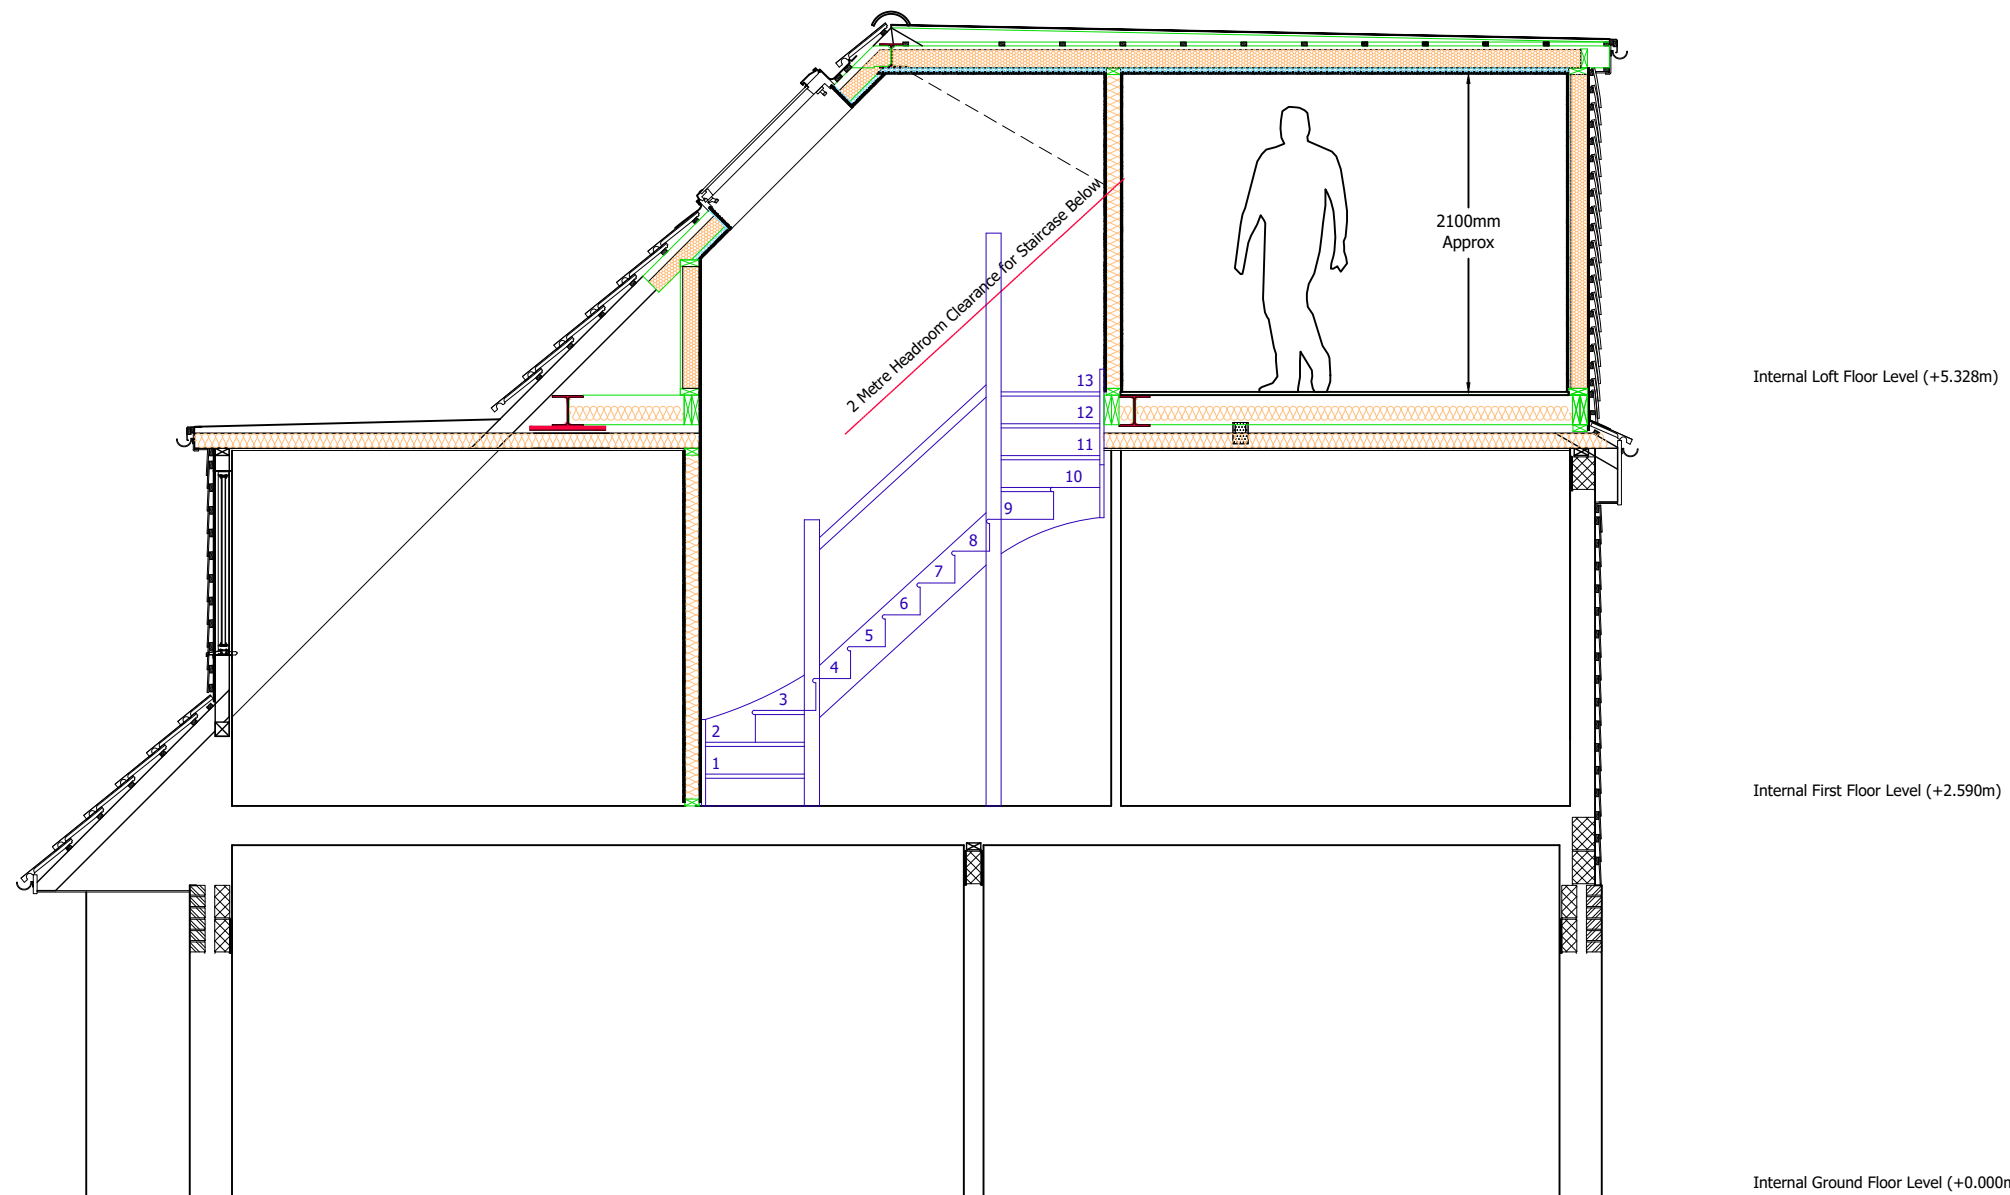 2100mm
Approx
2 Metre Headroom Clearance for Staircase Below
Internal Loft Floor Level (+5.328m)
13
12
11
10
9
8
7
6
5
4
3
2
1
Internal First Floor Level (+2.590m)
Internal Ground Floor Level (+0.000m